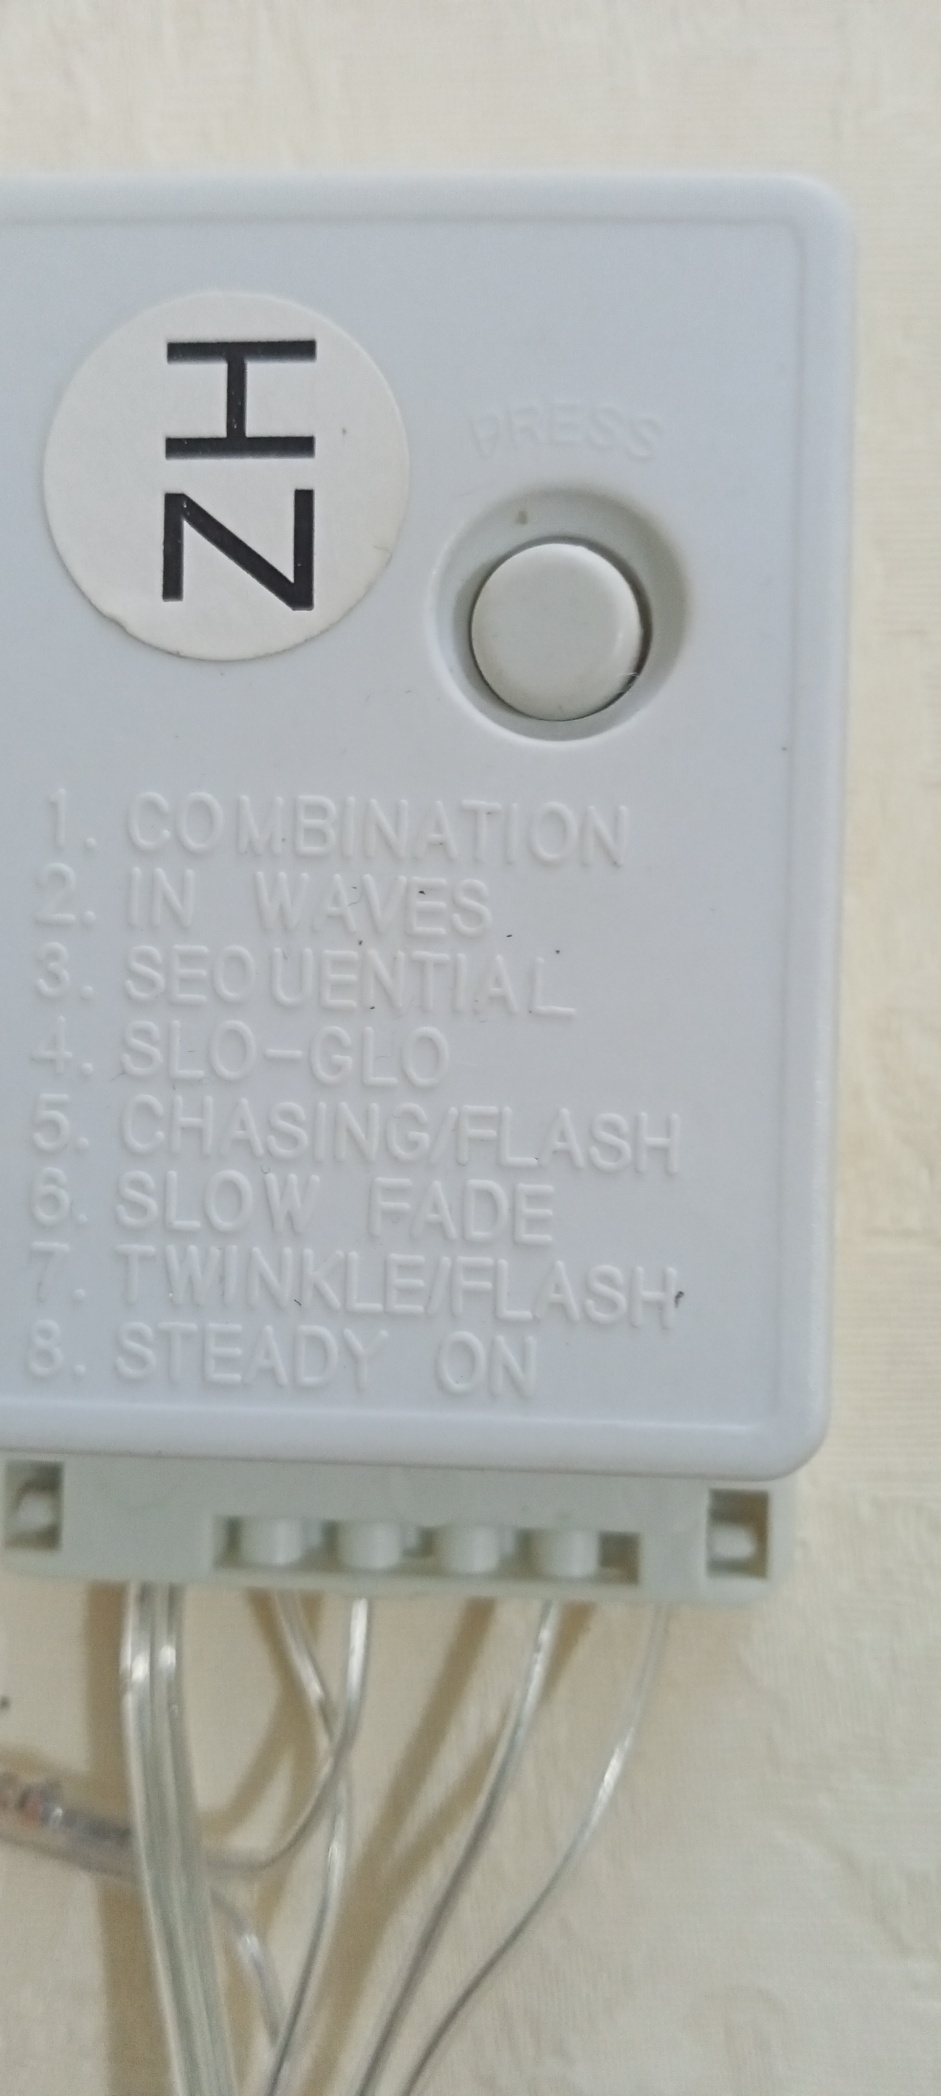 HZ
PRESS
1. COMBINATION
2. IN WAVES
3. SEQUENTIAL
4. SLO-GLO
5. CHASING/FLASH
6. SLOW FADE
7. TWINKLE/FLASH
8. STEADY ON